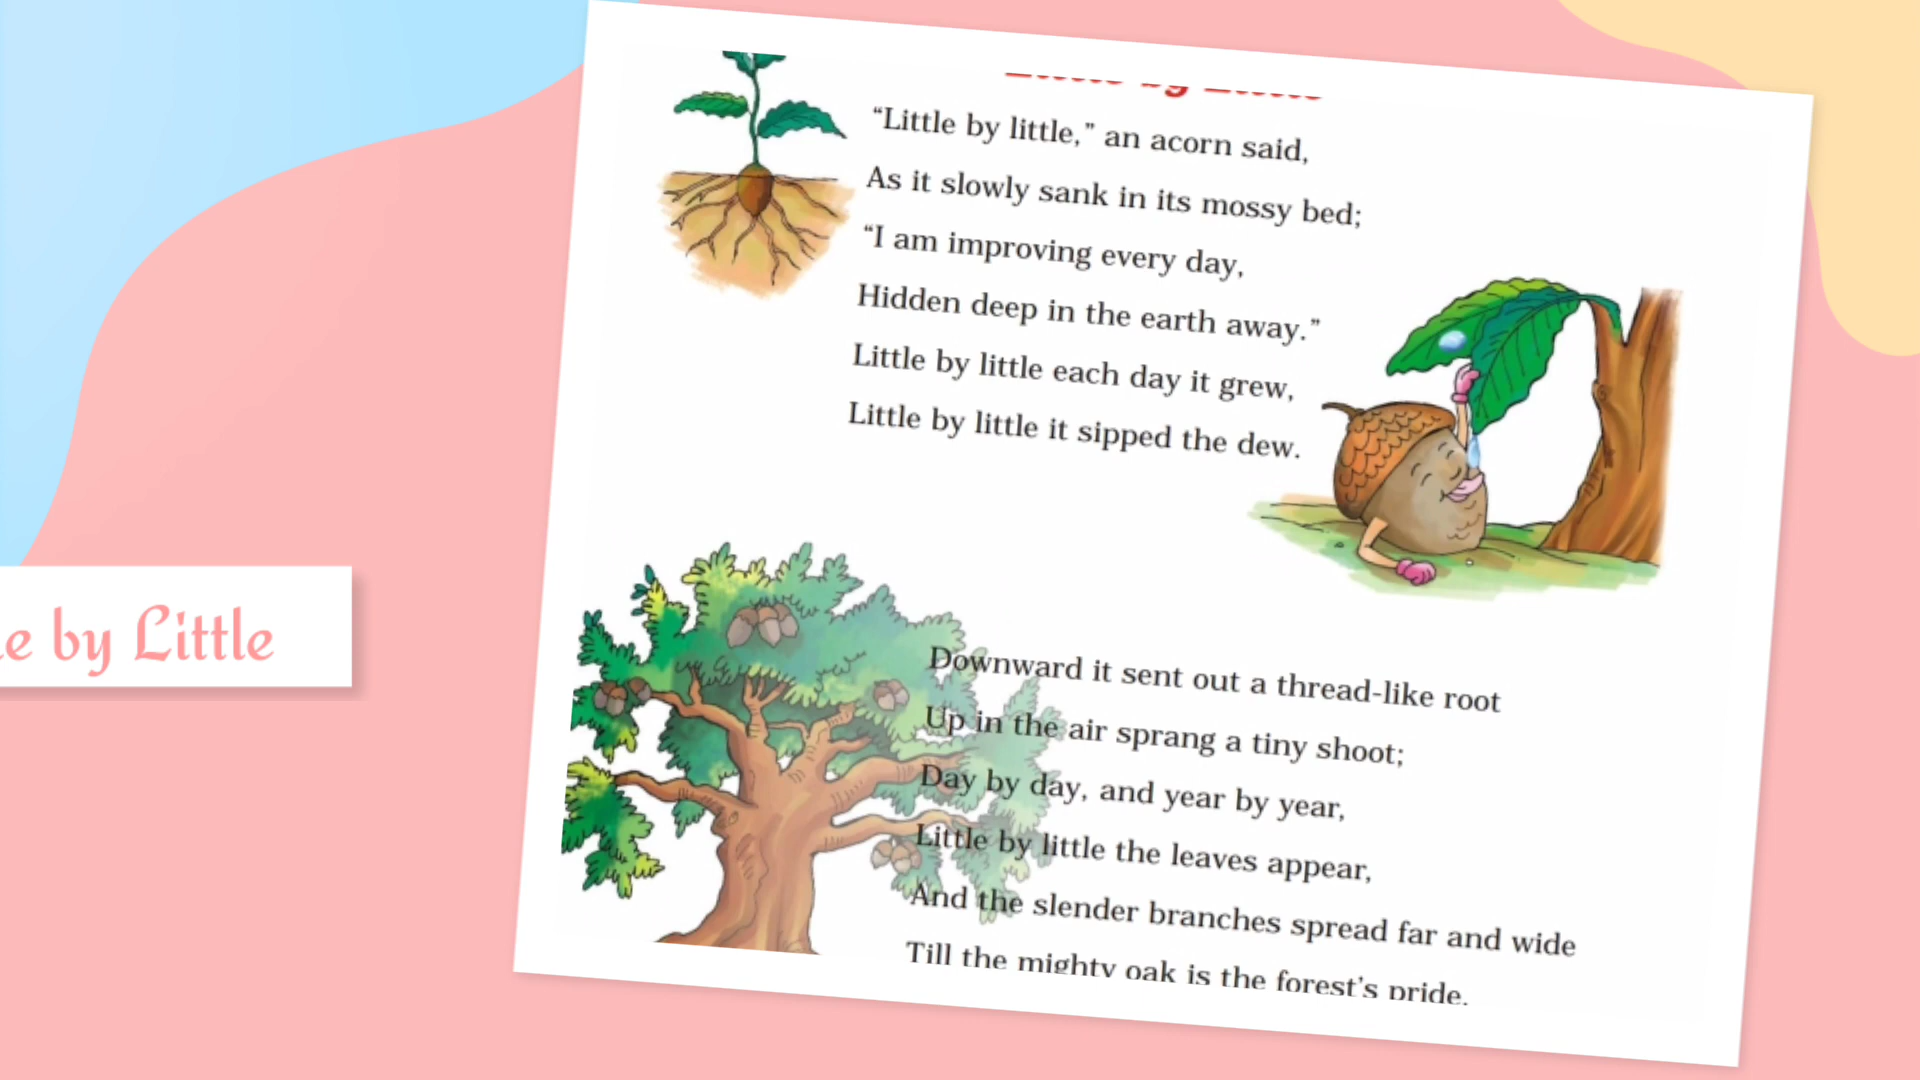 Little by Little
“Little by little,” an acorn said,
As it slowly sank in its mossy bed;
“I am improving every day,
Hidden deep in the earth away.”
Little by little each day it grew,
Little by little it sipped the dew.
Downward it sent out a thread-like root
Up in the air sprang a tiny shoot;
Day by day, and year by year,
Little by little the leaves appear,
And the slender branches spread far and wide
Till the mighty oak is the forest’s pride.
by Little